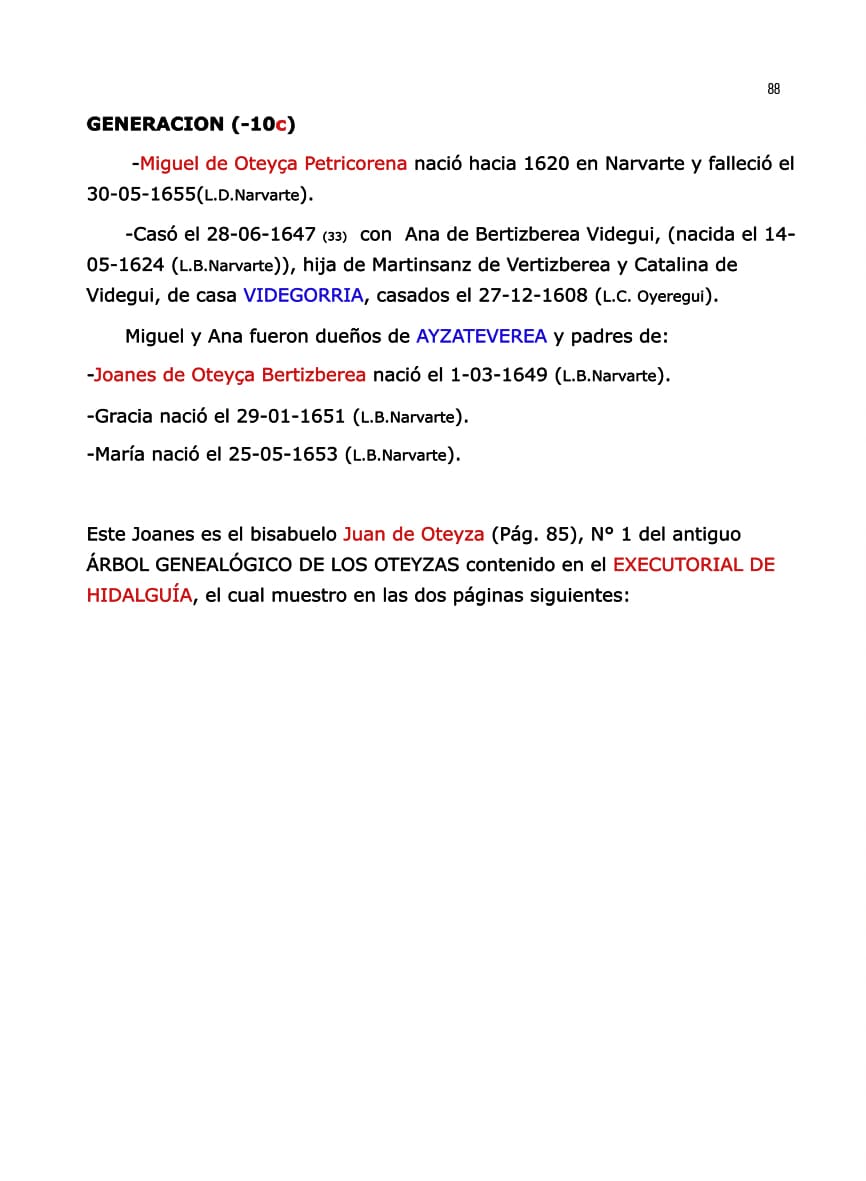 88
GENERACION (-10c)
-Miguel de Oteyça Petricorena nació hacia 1620 en Narvarte y falleció el
30-05-1655(L.D.Narvarte).
-Casó el 28-06-1647 (33) con Ana de Bertizberea Videgui, (nacida el 14-
05-1624 (L.B.Narvarte)), hija de Martinsanz de Vertizberea y Catalina de
Videgui, de casa VIDEGORRIA, casados el 27-12-1608 (L.C. Oyeregui).
Miguel y Ana fueron dueños de AYZATEVEREA y padres de:
-Joanes de Oteyça Bertizberea nació el 1-03-1649 (L.B.Narvarte).
-Gracia nació el 29-01-1651 (L.B.Narvarte).
-María nació el 25-05-1653 (L.B.Narvarte).
Este Joanes es el bisabuelo Juan de Oteyza (Pág. 85), Nº 1 del antiguo
ÁRBOL GENEALÓGICO DE LOS OTEYZAS contenido en el EXECUTORIAL DE
HIDALGUÍA, el cual muestro en las dos páginas siguientes: